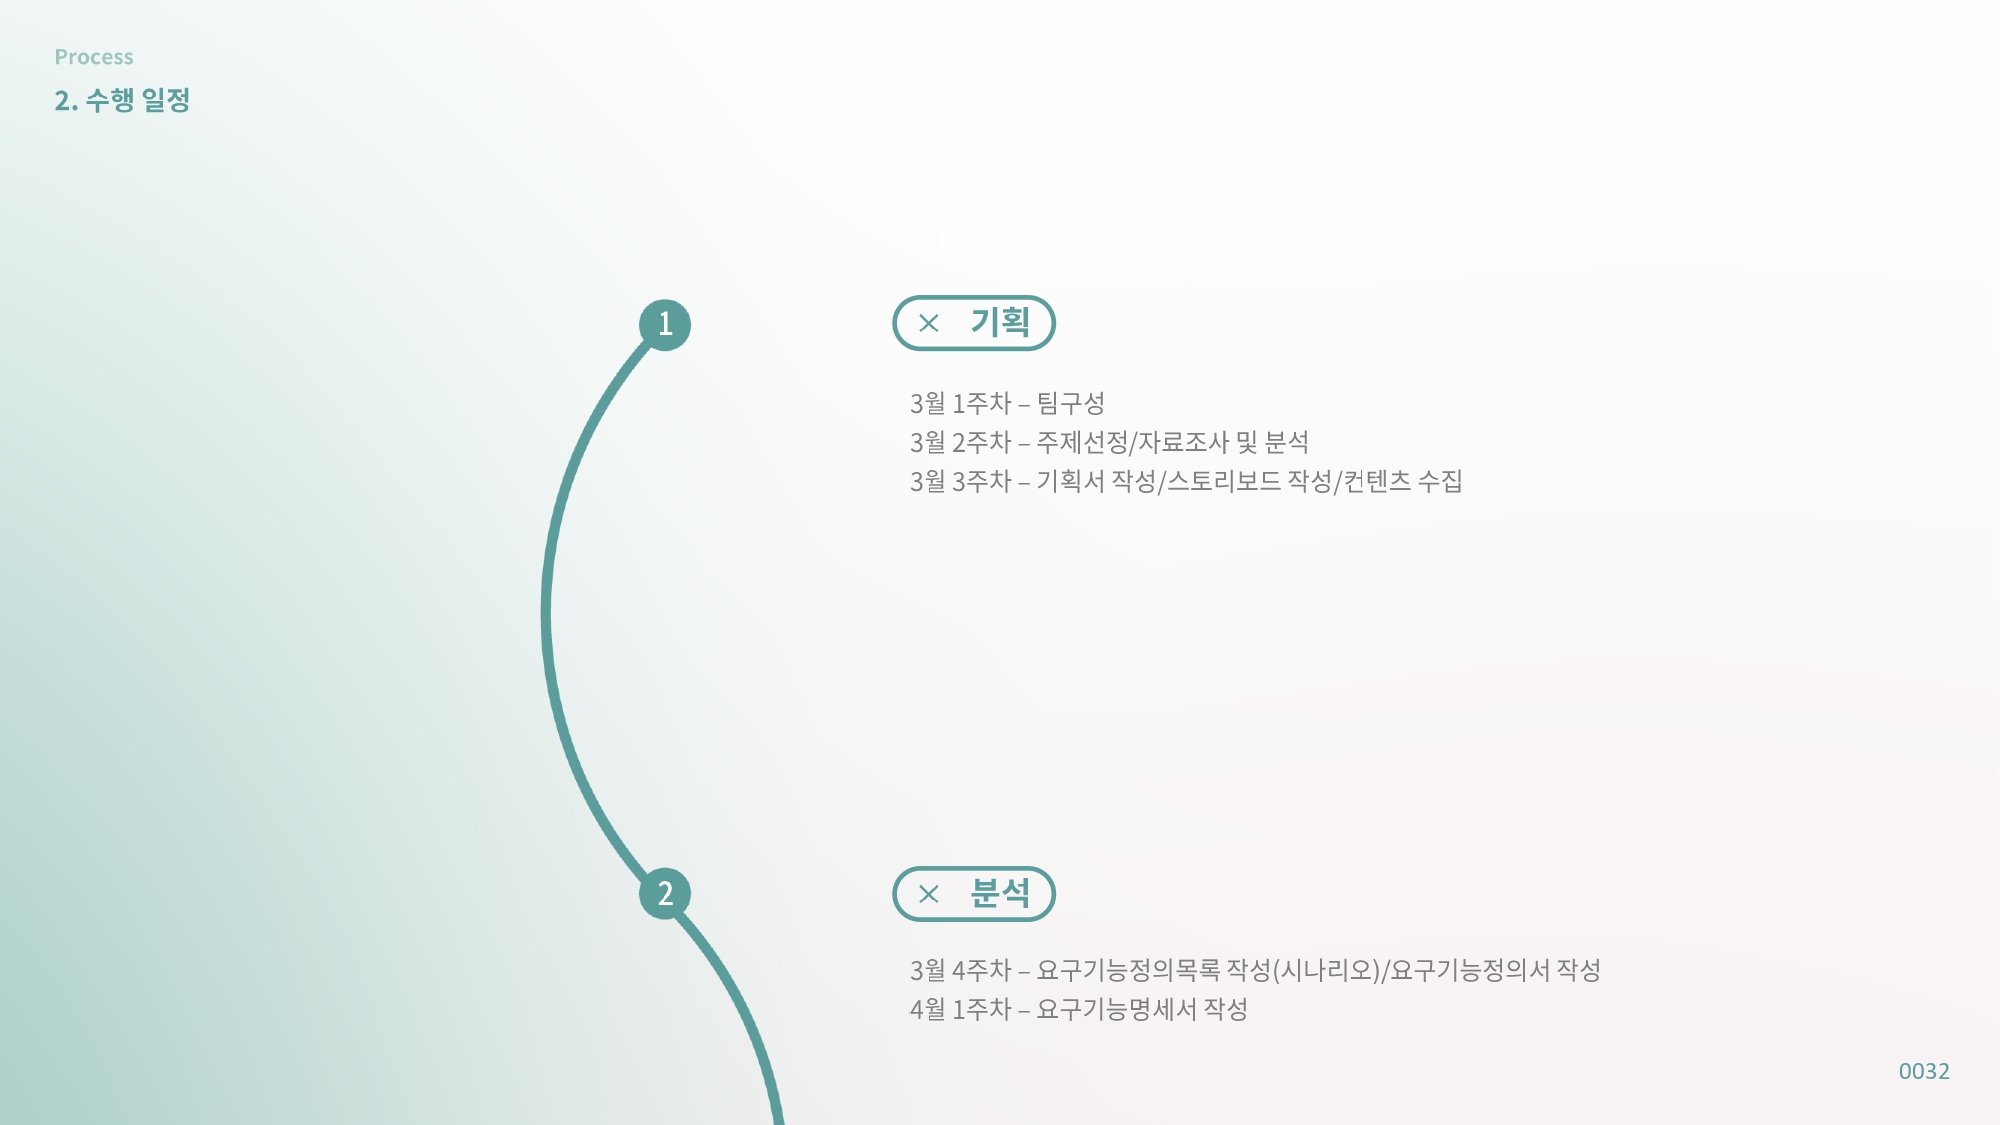 Process
2. 수행 일정
1
1
× 기획
3월 1주차 – 팀구성
3월 2주차 – 주제선정/자료조사 및 분석
3월 3주차 – 기획서 작성/스토리보드 작성/컨텐츠 수집
2
× 분석
3월 4주차 – 요구기능정의목록 작성(시나리오)/요구기능정의서 작성
4월 1주차 – 요구기능명세서 작성
0032